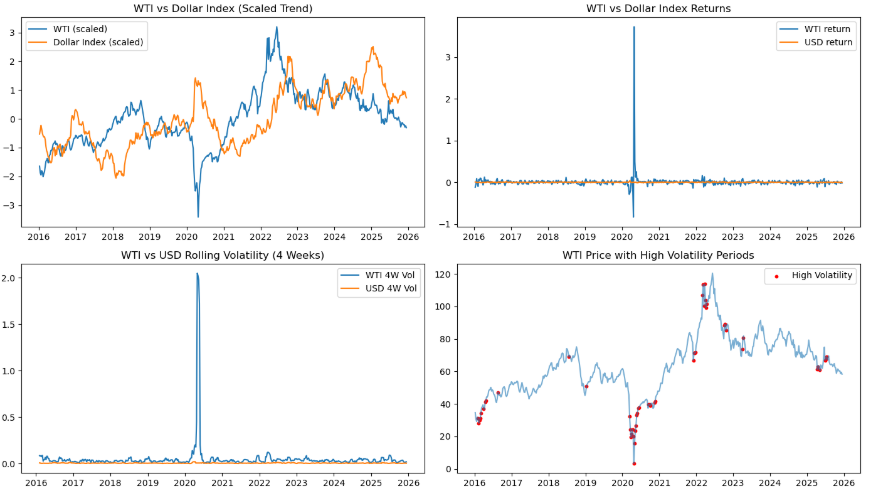 WTI vs Dollar Index (Scaled Trend)
WTI (scaled)
Dollar Index (scaled)
3
2
1
0
−1
−2
−3
2016 2017 2018 2019 2020 2021 2022 2023 2024 2025 2026
WTI vs Dollar Index Returns
WTI return
USD return
3
2
1
0
−1
2016 2017 2018 2019 2020 2021 2022 2023 2024 2025 2026
WTI vs USD Rolling Volatility (4 Weeks)
WTI 4W Vol
USD 4W Vol
2.0
1.5
1.0
0.5
0.0
2016 2017 2018 2019 2020 2021 2022 2023 2024 2025 2026
WTI Price with High Volatility Periods
High Volatility
120
100
80
60
40
20
0
2016 2017 2018 2019 2020 2021 2022 2023 2024 2025 2026